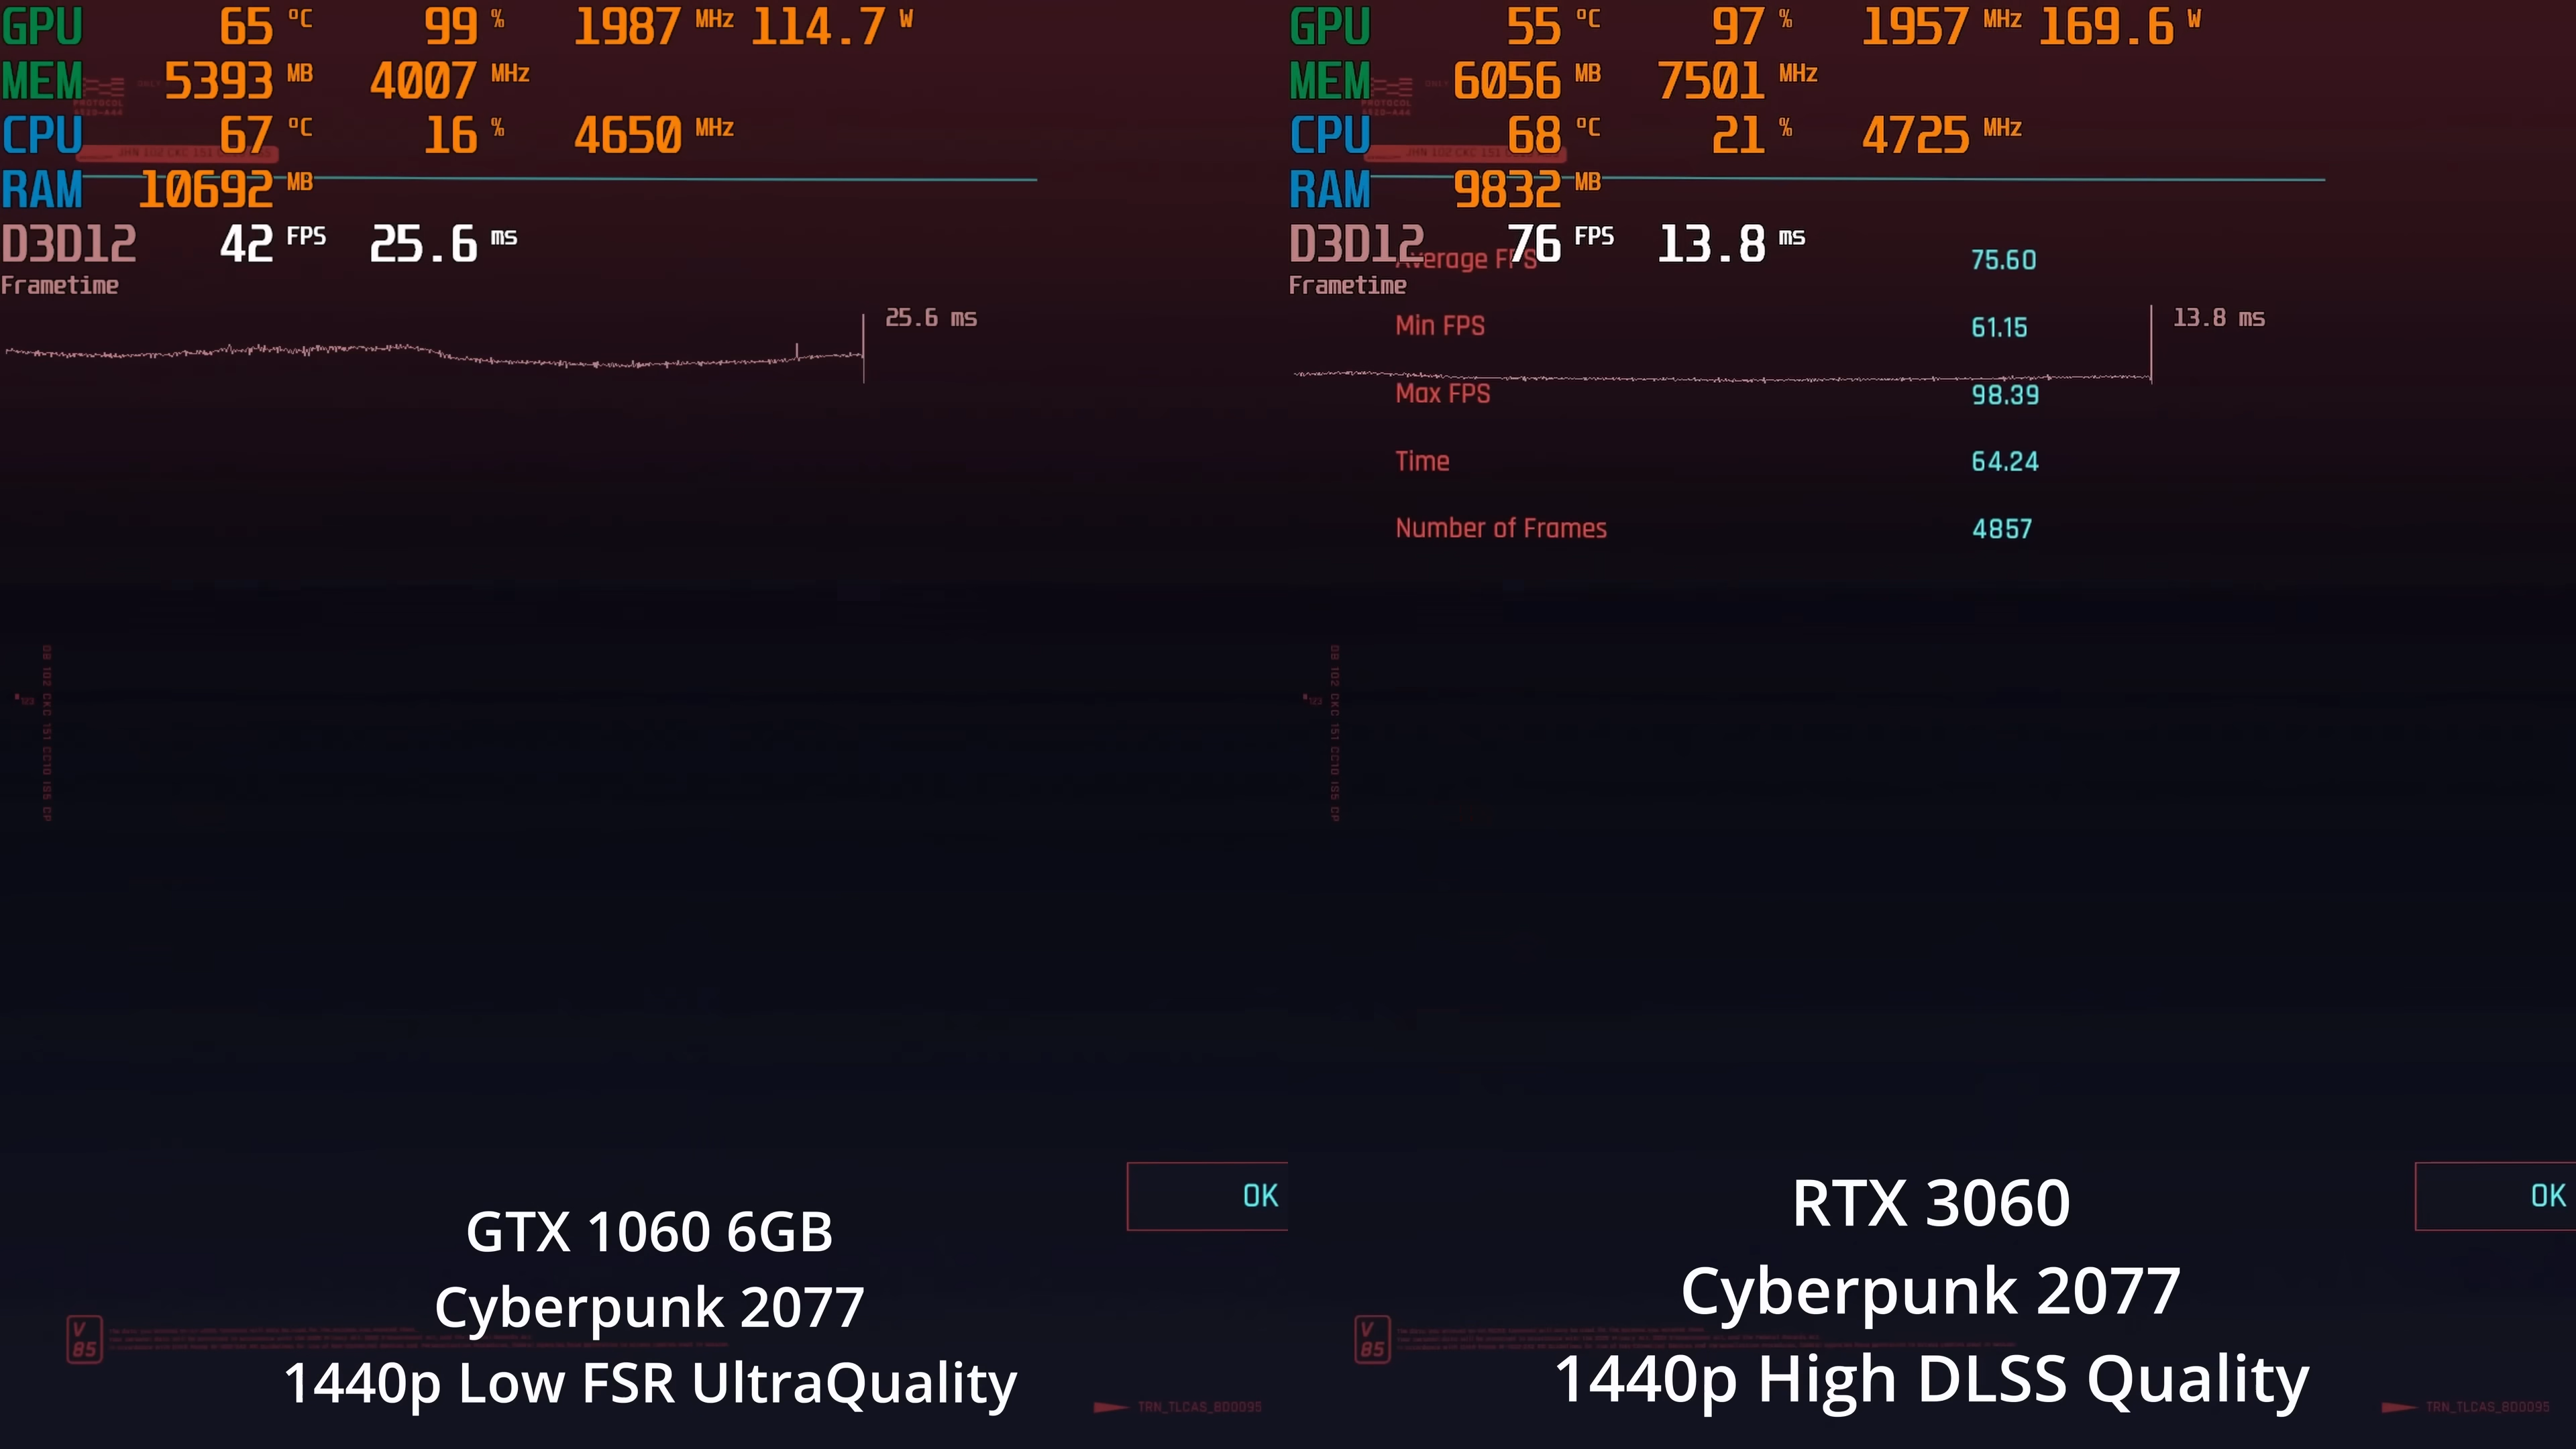 GPU 65 °C 99 % 1987 MHz 114.7 W
MEM 5393 MB 4007 MHz
CPU 67 °C 16 % 4650 MHz
RAM 10692 MB
D3D12 42 FPS 25.6 ms
Frametime
25.6 ms
OK
GTX 1060 6GB
Cyberpunk 2077
V
85
1440p Low FSR UltraQuality
TRN_TLCAS_800095
GPU 55 °C 97 % 1957 MHz 169.6 W
MEM 6056 MB 7501 MHz
CPU 68 °C 21 % 4725 MHz
RAM 9832 MB
D3D12 76 FPS 13.8 ms
Average FPS 75.60
Frametime
13.8 ms
Min FPS 61.15
Max FPS 98.39
Time 64.24
Number of Frames 4857
123
OK
RTX 3060
Cyberpunk 2077
V
85
1440p High DLSS Quality
TRN_TLCAS_800095